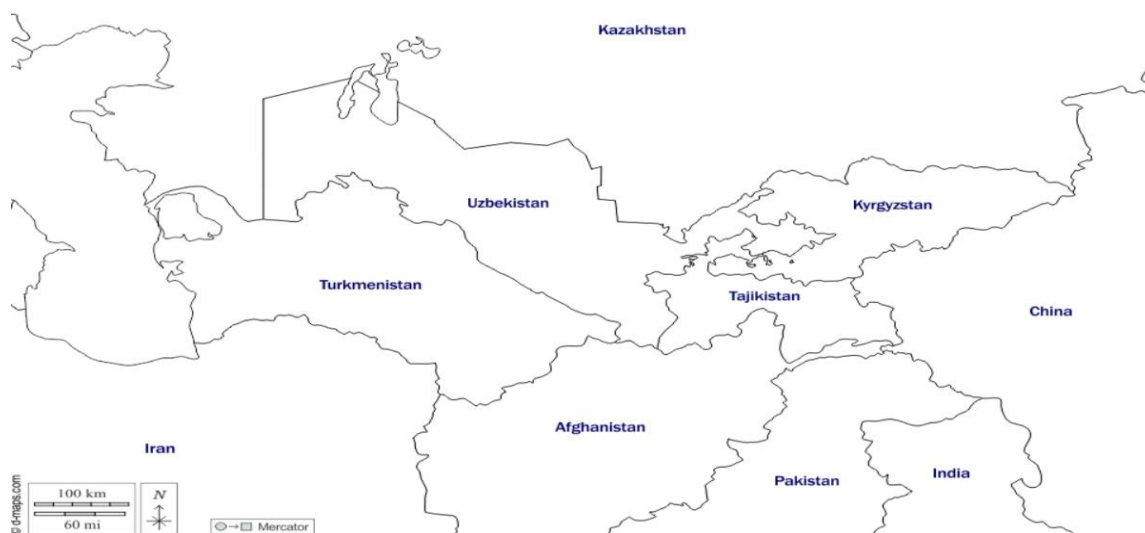 Kazakhstan
Uzbekistan
Kyrgyzstan
Turkmenistan
Tajikistan
China
Afghanistan
Iran
Pakistan
India
© d-maps.com
100 km
60 mi
N
Mercator